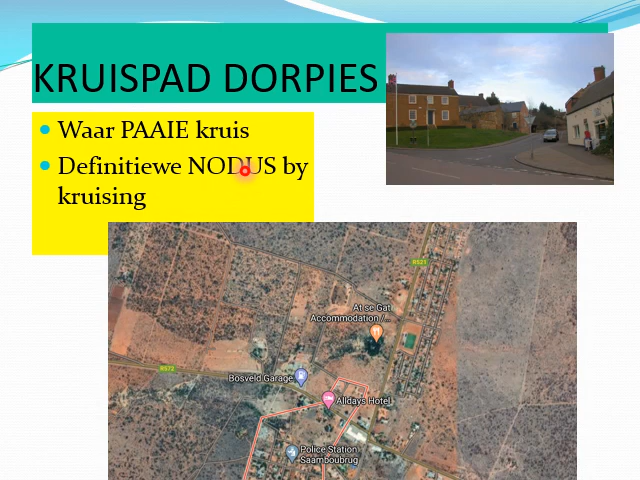 KRUISPAD DORPIES
Waar PAAIE kruis
Definitiewe NODUS by
kruising
R521
At se Gat
Accommodation /...
R572
Bosveld Garage
Alldays Hotel
Police Station
Saamboubrug